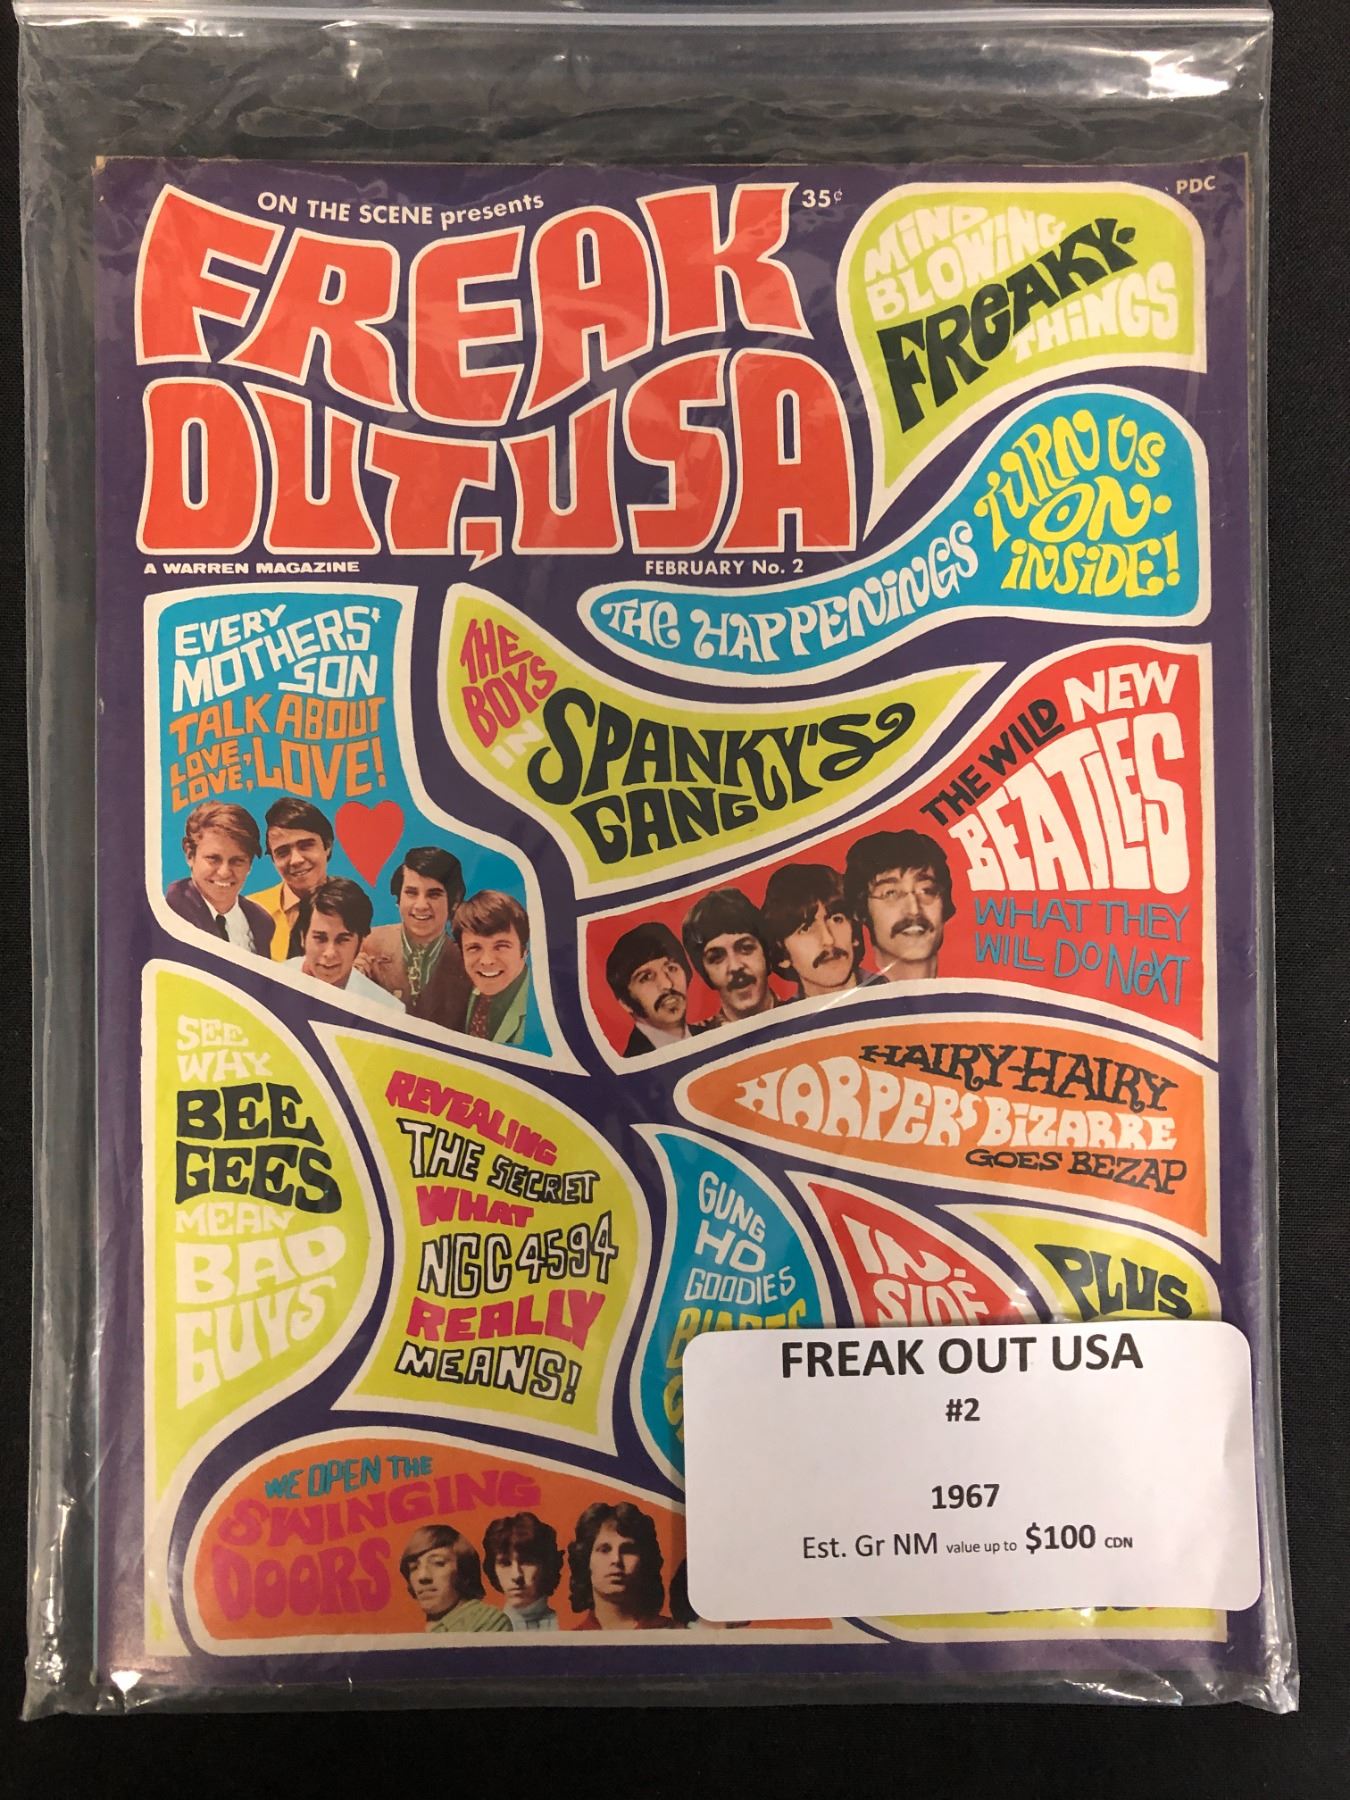 ON THE SCENE presents
35¢
PDC
FREAK
OUT, USA
A WARREN MAGAZINE
FEBRUARY No. 2
MIND
BLOWING
FREAKY-
THINGS
THE HAPPENINGS
TURN US
ON-
INSIDE!
EVERY
MOTHERS'
SON
TALK ABOUT
LOVE,
LOVE, LOVE!
THE
BOYS
IN
SPANKY'S
GANG
THE WILD NEW
BEATLES
WHAT THEY
WILL DO NEXT
SEE
WHY
BEE
GEES
MEAN
BAD
GUYS
REVEALING
THE SECRET
WHAT
NGC 4594
REALLY
MEANS!
HAIRY-HAIRY
HARPERS BIZARRE
GOES BEZAP
GUNG
HO
GOODIES
IN-
SIDE
PLUS
WE OPEN THE
SWINGING
DOORS
FREAK OUT USA
#2
1967
Est. Gr NM value up to $100 CDN